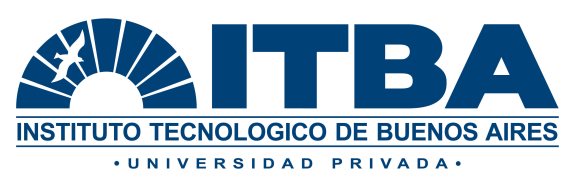 ITBA
INSTITUTO TECNOLOGICO DE BUENOS AIRES
•UNIVERSIDAD PRIVADA•